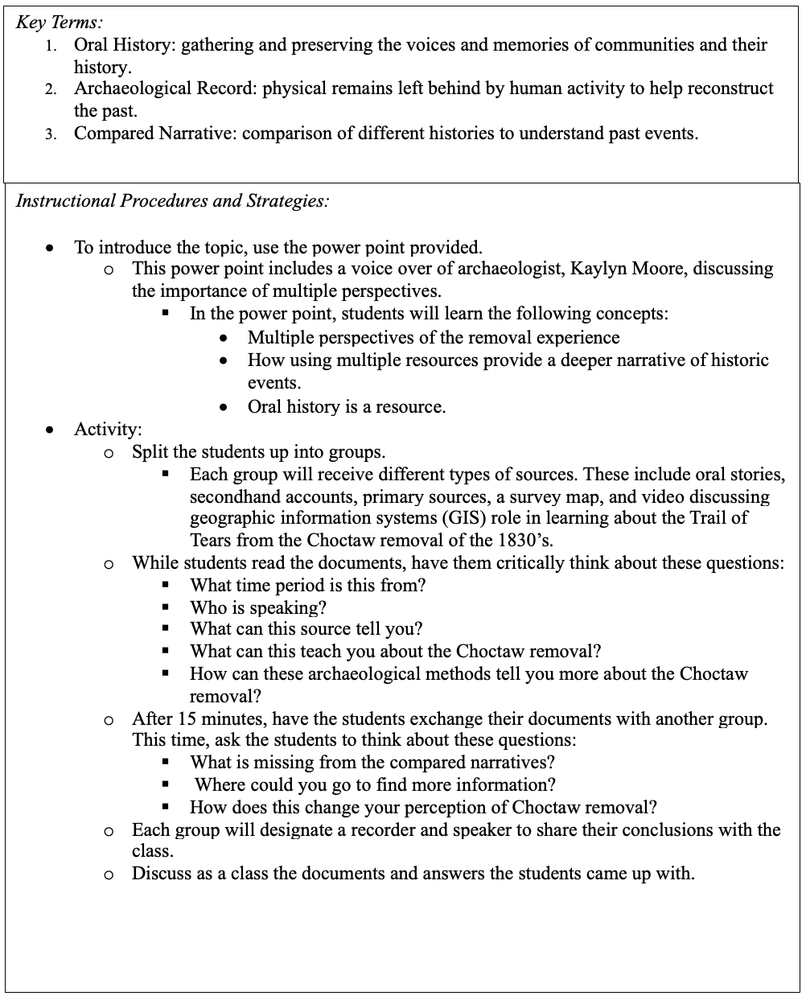 Key Terms:
1. Oral History: gathering and preserving the voices and memories of communities and their
history.
2. Archaeological Record: physical remains left behind by human activity to help reconstruct
the past.
3. Compared Narrative: comparison of different histories to understand past events.
Instructional Procedures and Strategies:
• To introduce the topic, use the power point provided.
o This power point includes a voice over of archaeologist, Kaylyn Moore, discussing
the importance of multiple perspectives.
▪ In the power point, students will learn the following concepts:
• Multiple perspectives of the removal experience
• How using multiple resources provide a deeper narrative of historic
events.
• Oral history is a resource.
• Activity:
o Split the students up into groups.
▪ Each group will receive different types of sources. These include oral stories,
secondhand accounts, primary sources, a survey map, and video discussing
geographic information systems (GIS) role in learning about the Trail of
Tears from the Choctaw removal of the 1830’s.
o While students read the documents, have them critically think about these questions:
▪ What time period is this from?
▪ Who is speaking?
▪ What can this source tell you?
▪ What can this teach you about the Choctaw removal?
▪ How can these archaeological methods tell you more about the Choctaw
removal?
o After 15 minutes, have the students exchange their documents with another group.
This time, ask the students to think about these questions:
▪ What is missing from the compared narratives?
▪ Where could you go to find more information?
▪ How does this change your perception of Choctaw removal?
o Each group will designate a recorder and speaker to share their conclusions with the
class.
o Discuss as a class the documents and answers the students came up with.